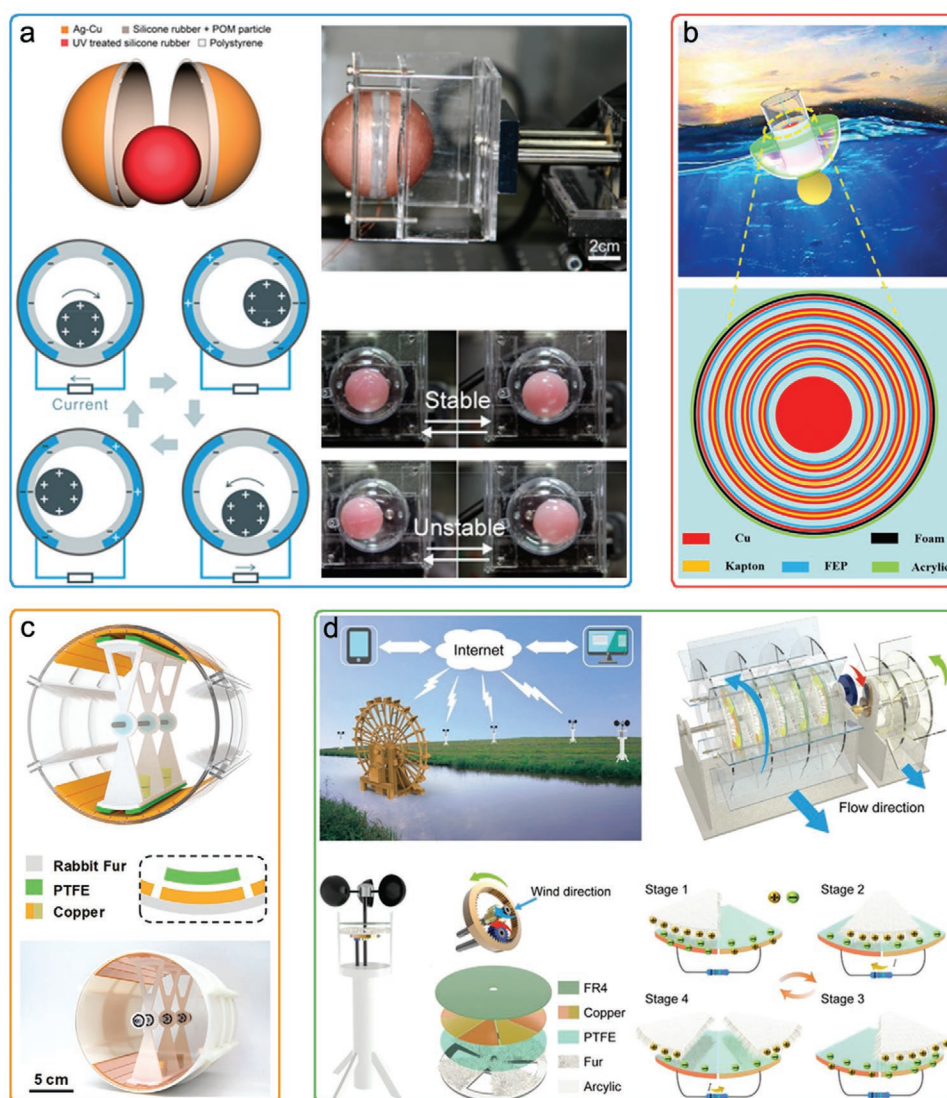 a
Ag-Cu
Silicone rubber + POM particle
UV treated silicone rubber
Polystyrene
2cm
Current
Stable
Unstable
b
Cu
Foam
Kapton
FEP
Acrylic
c
Rabbit Fur
PTFE
Copper
5 cm
d
Internet
Flow direction
Wind direction
FR4
Copper
PTFE
Fur
Arcylic
Stage 1
Stage 2
I
Stage 4
Stage 3
I